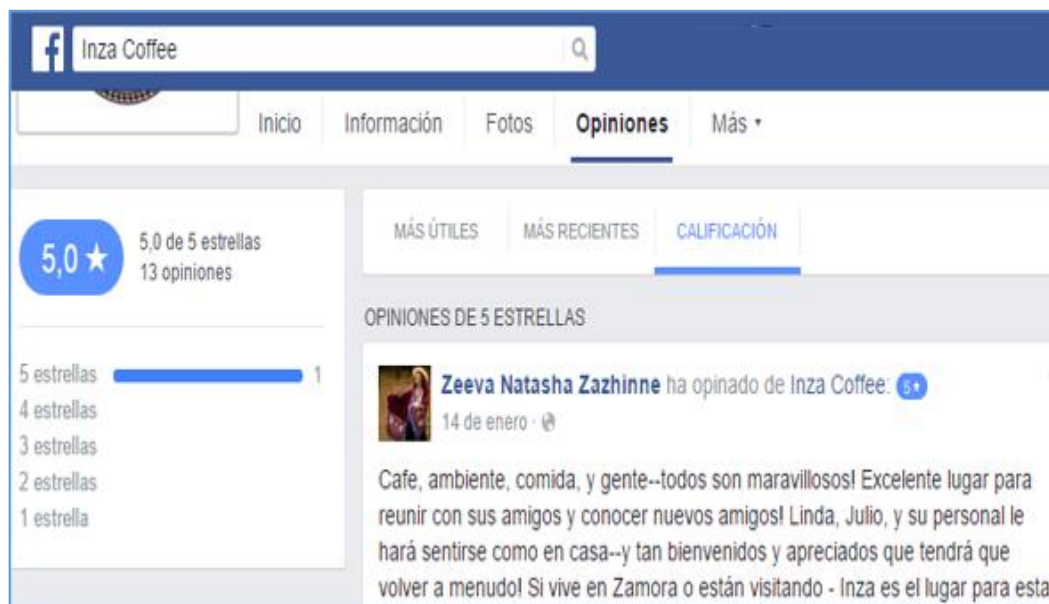 f Inza Coffee
Inicio Información Fotos Opiniones Más
5,0 ★ 5,0 de 5 estrellas
13 opiniones
MÁS ÚTILES MÁS RECIENTES CALIFICACIÓN
OPINIONES DE 5 ESTRELLAS
5 estrellas 1
4 estrellas
3 estrellas
2 estrellas
1 estrella
Zeeva Natasha Zazhinne ha opinado de Inza Coffee: 5★
14 de enero ·
Cafe, ambiente, comida, y gente--todos son maravillosos! Excelente lugar para
reunir con sus amigos y conocer nuevos amigos! Linda, Julio, y su personal le
hará sentirse como en casa--y tan bienvenidos y apreciados que tendrá que
volver a menudo! Si vive en Zamora o están visitando - Inza es el lugar para esta